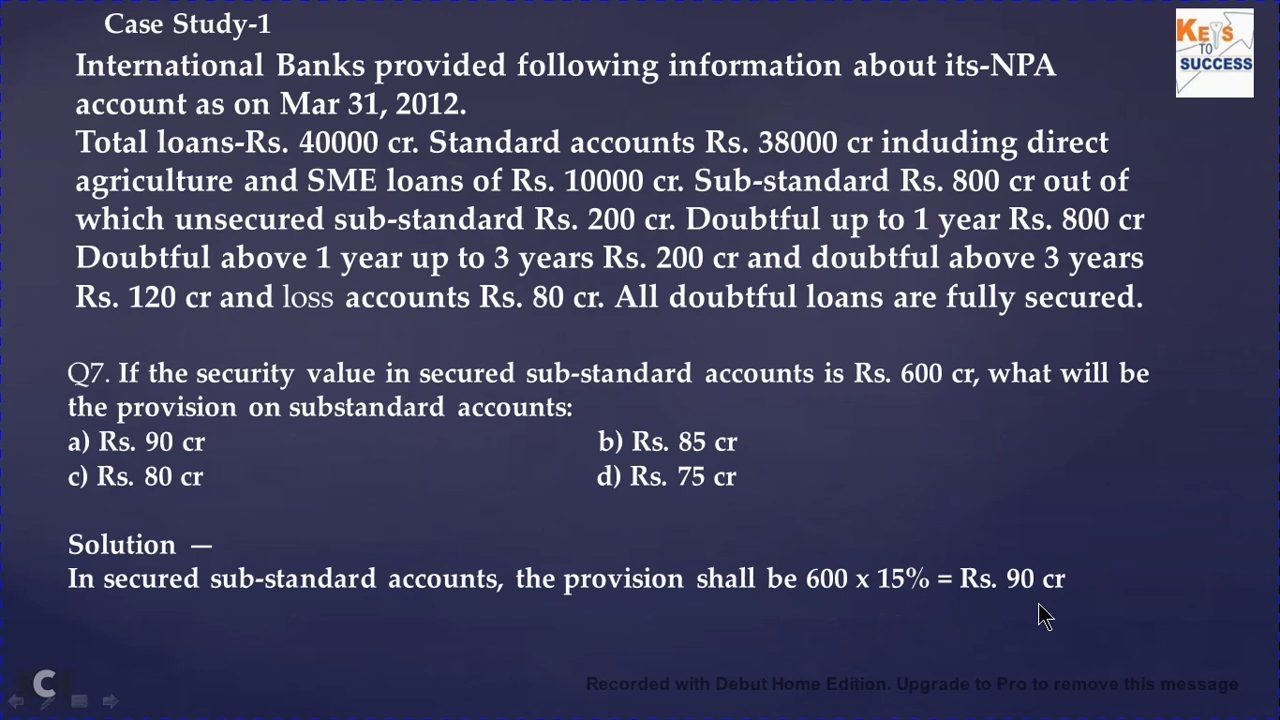 Case Study-1
KEYS
TO
SUCCESS
International Banks provided following information about its-NPA
account as on Mar 31, 2012.
Total loans-Rs. 40000 cr. Standard accounts Rs. 38000 cr induding direct
agriculture and SME loans of Rs. 10000 cr. Sub-standard Rs. 800 cr out of
which unsecured sub-standard Rs. 200 cr. Doubtful up to 1 year Rs. 800 cr
Doubtful above 1 year up to 3 years Rs. 200 cr and doubtful above 3 years
Rs. 120 cr and loss accounts Rs. 80 cr. All doubtful loans are fully secured.
Q7. If the security value in secured sub-standard accounts is Rs. 600 cr, what will be
the provision on substandard accounts:
a) Rs. 90 cr b) Rs. 85 cr
c) Rs. 80 cr d) Rs. 75 cr
Solution —
In secured sub-standard accounts, the provision shall be 600 x 15% = Rs. 90 cr
C
Recorded with Debut Home Edition. Upgrade to Pro to remove this message